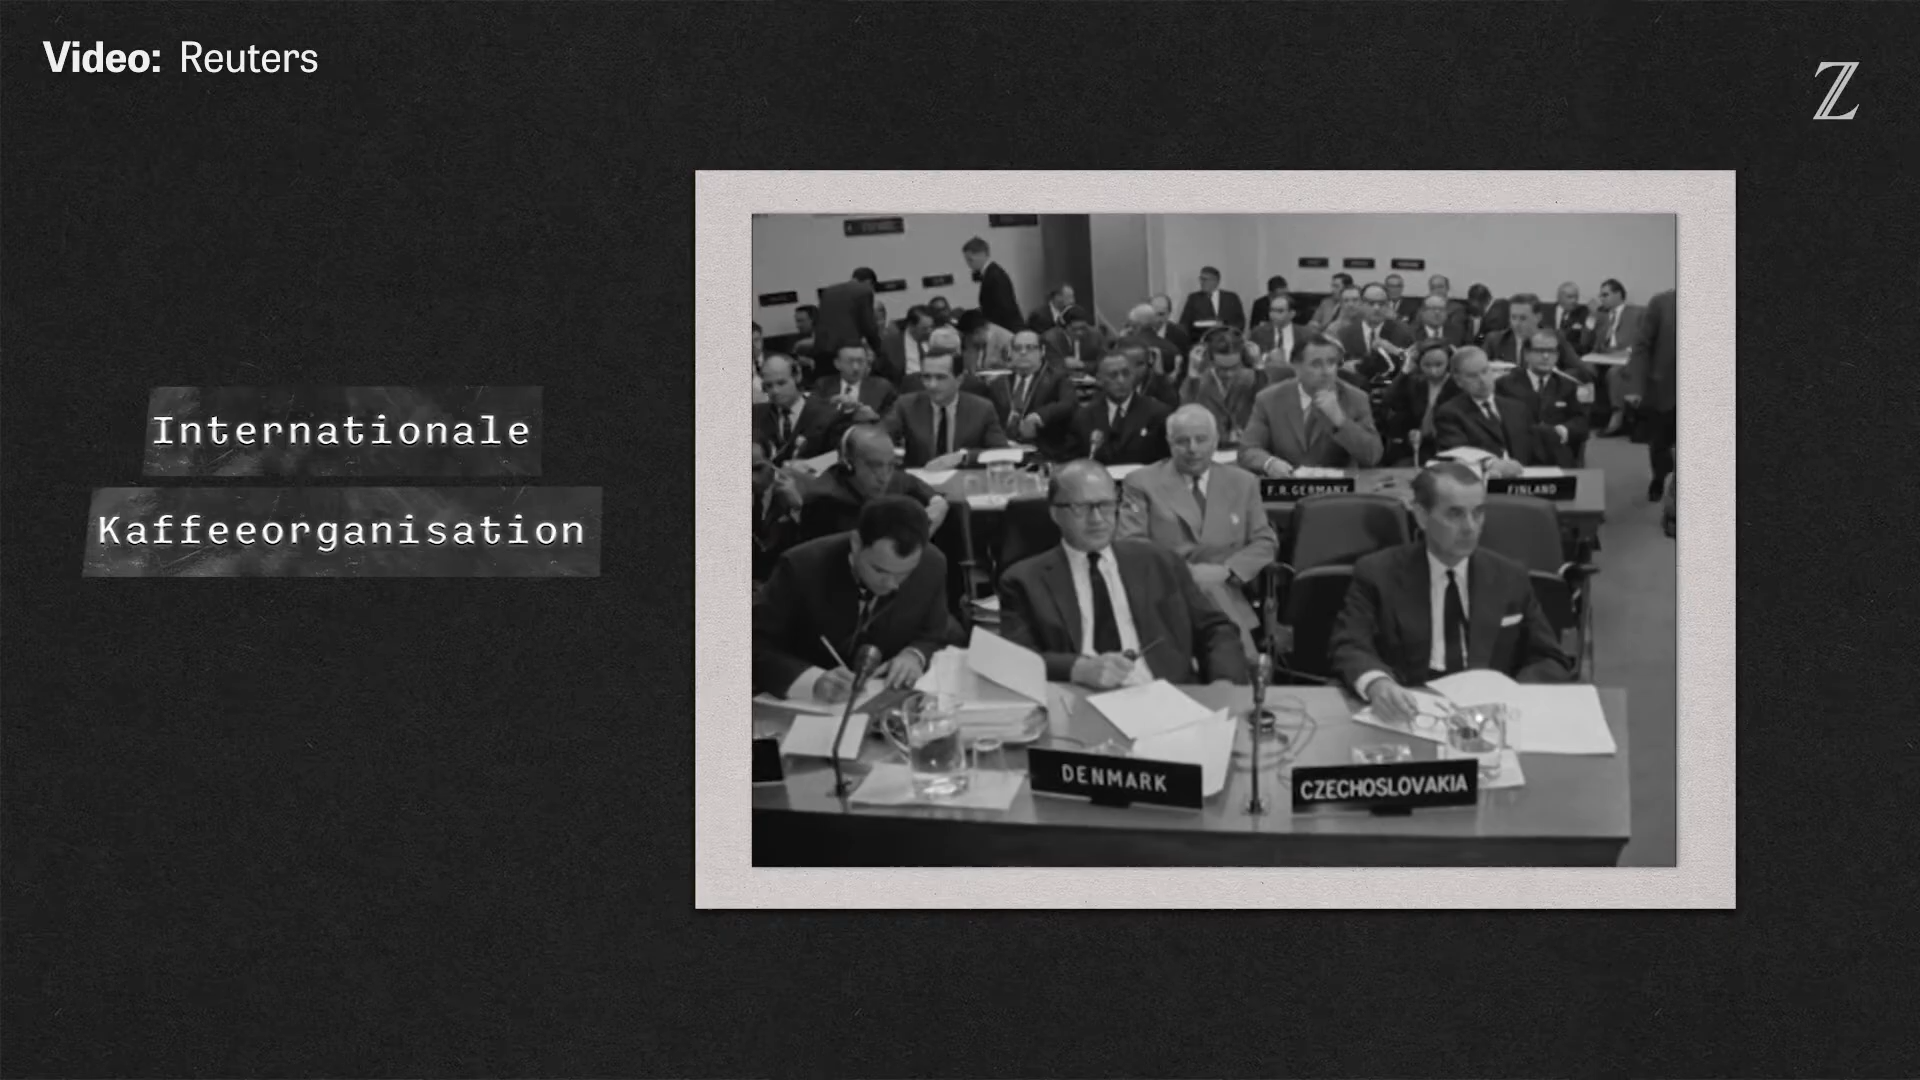 Video: Reuters
Z
Internationale
Kaffeeorganisation
F.R. GERMANY
FINLAND
DENMARK
CZECHOSLOVAKIA